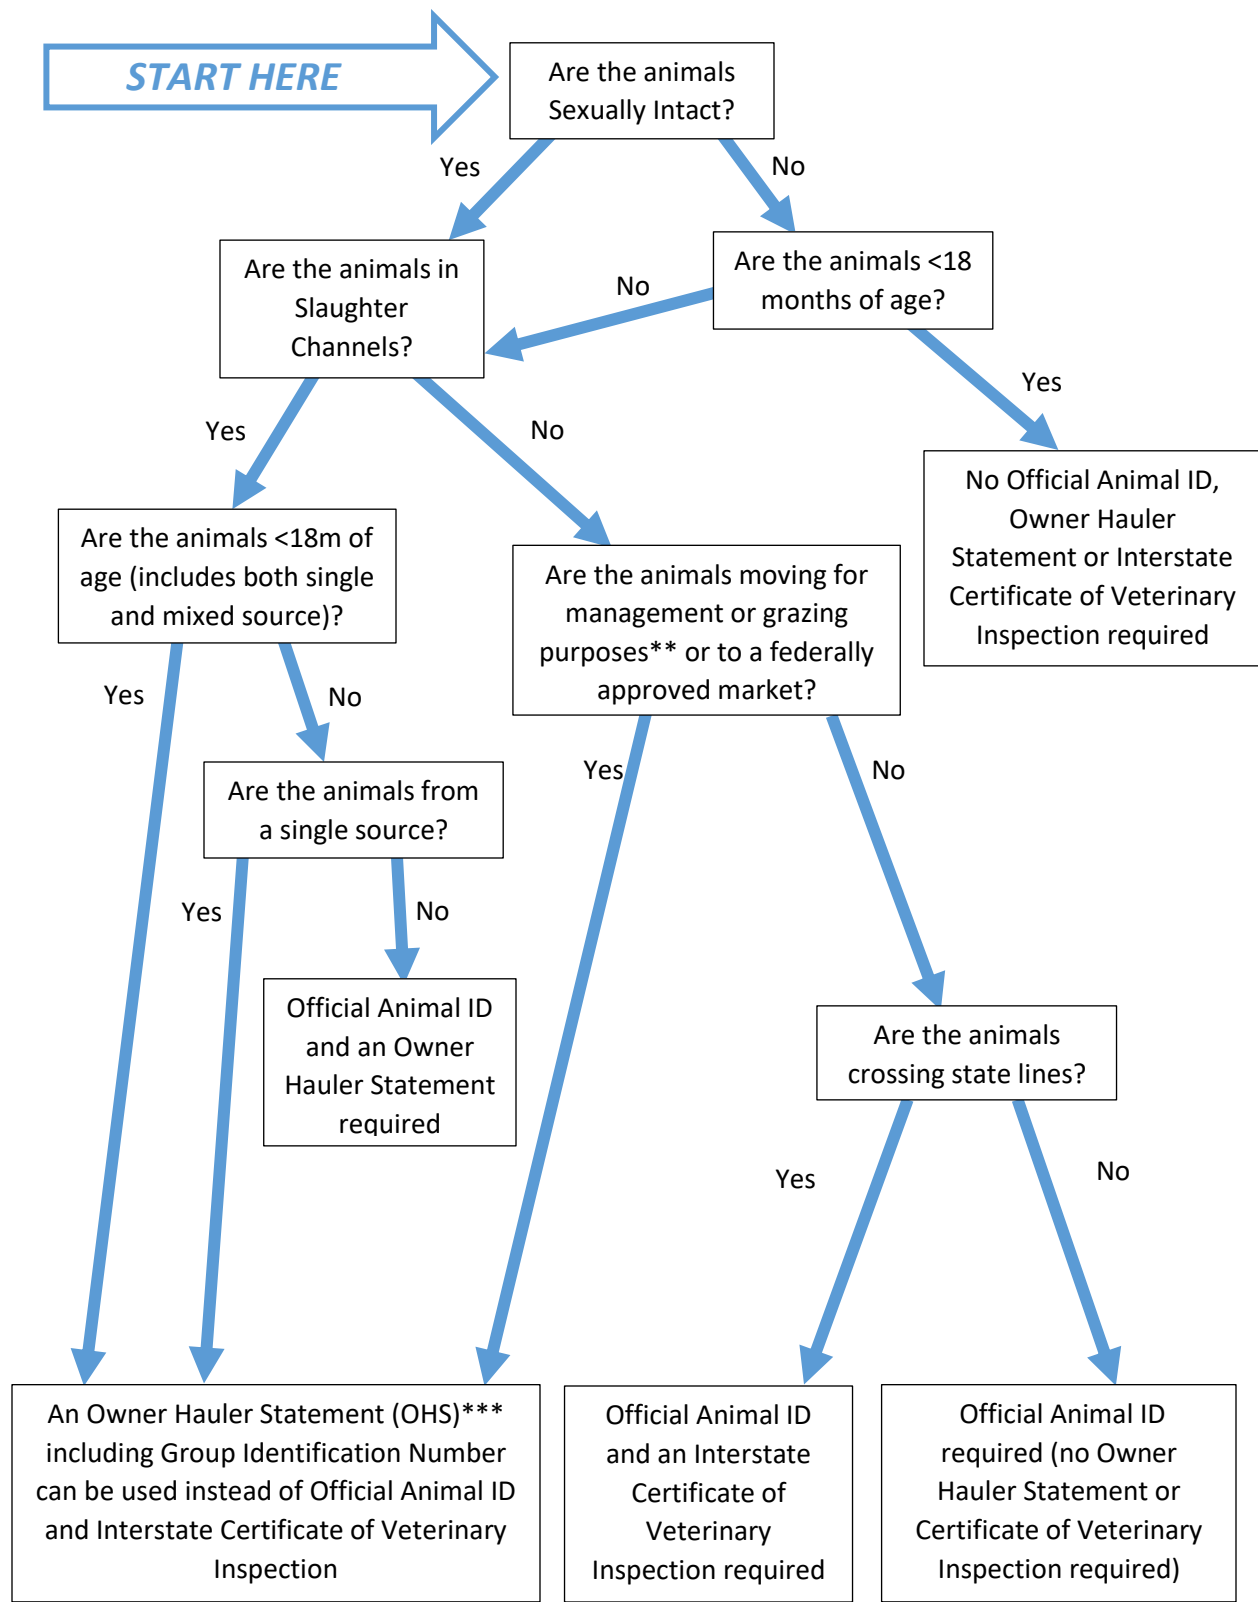 START HERE
Are the animals
Sexually Intact?
Yes
No
Are the animals in
Slaughter
Channels?
No
Are the animals <18
months of age?
Yes
No
Yes
No Official Animal ID,
Owner Hauler
Statement or Interstate
Certificate of Veterinary
Inspection required
Are the animals <18m of
age (includes both single
and mixed source)?
Are the animals moving for
management or grazing
purposes** or to a federally
approved market?
Yes
No
Yes
No
Are the animals from
a single source?
Yes
No
Official Animal ID
and an Owner
Hauler Statement
required
Are the animals
crossing state lines?
Yes
No
An Owner Hauler Statement (OHS)***
including Group Identification Number
can be used instead of Official Animal ID
and Interstate Certificate of Veterinary
Inspection
Official Animal ID
and an Interstate
Certificate of
Veterinary
Inspection required
Official Animal ID
required (no Owner
Hauler Statement or
Certificate of Veterinary
Inspection required)